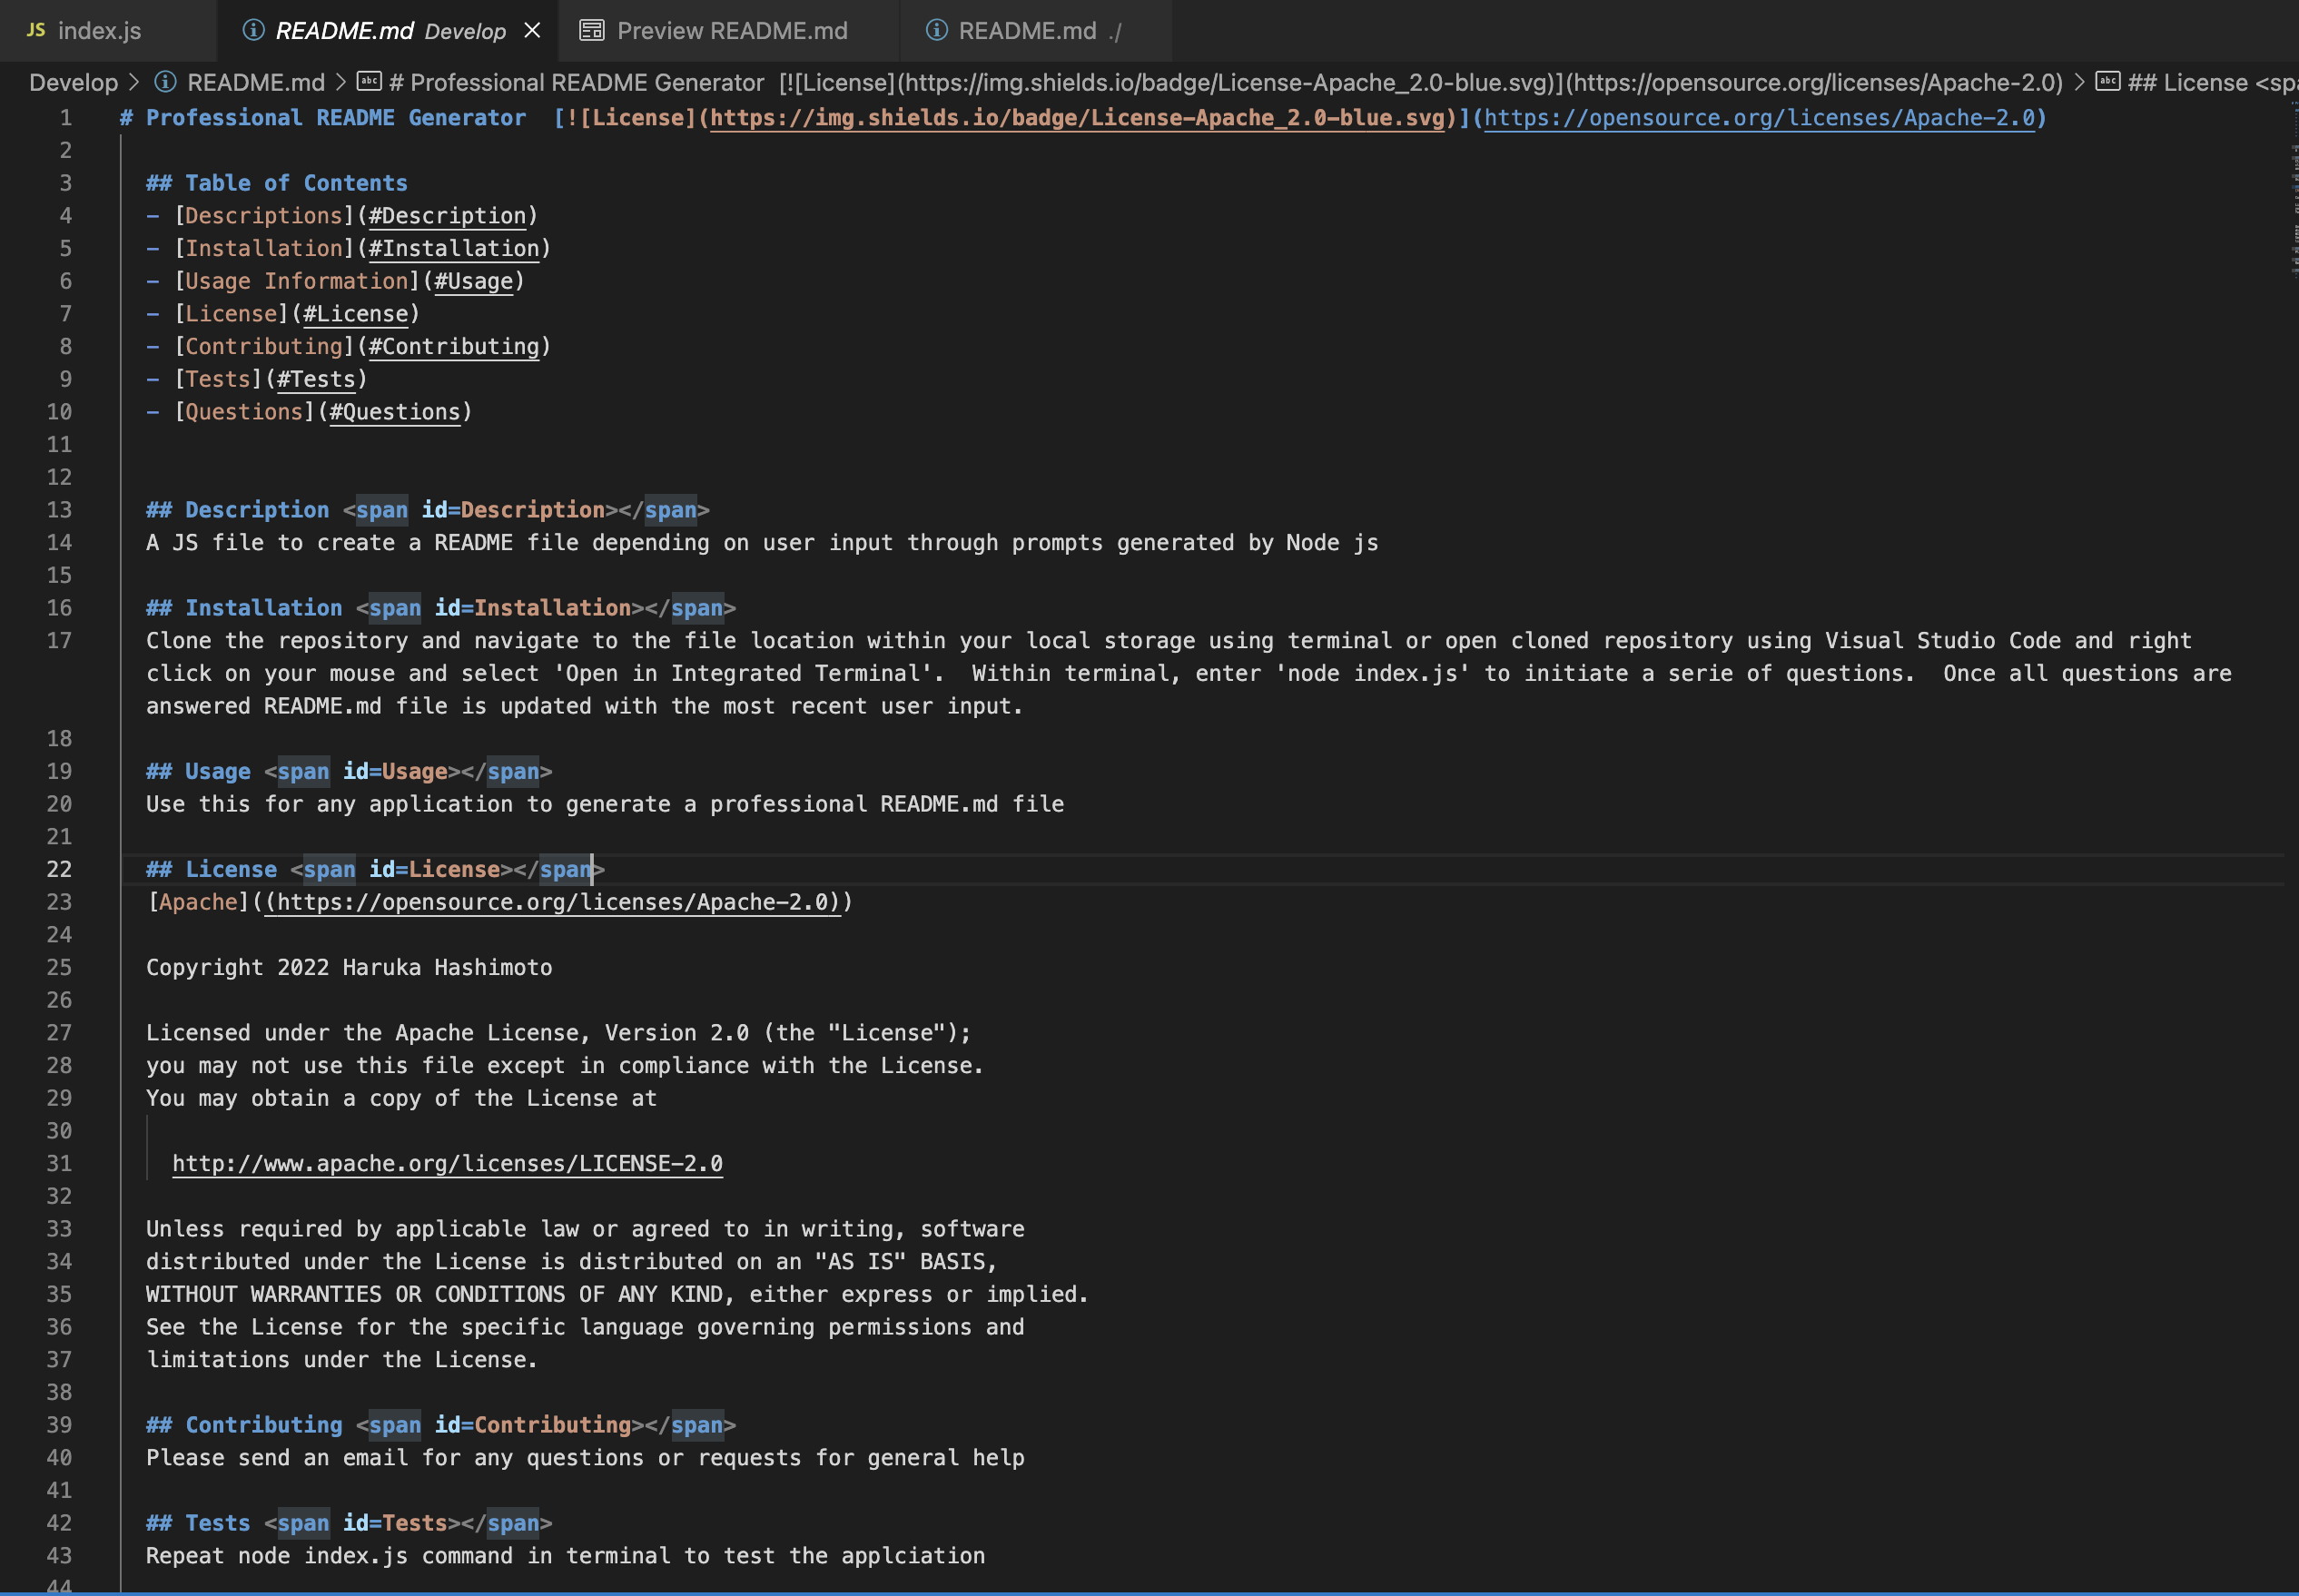 JS index.js README.md Develop Preview README.md README.md ./
Develop > README.md > # Professional README Generator [![License](https://img.shields.io/badge/License-Apache_2.0-blue.svg)](https://opensource.org/licenses/Apache-2.0) > ## License <spa
1 # Professional README Generator  [![License](https://img.shields.io/badge/License-Apache_2.0-blue.svg)](https://opensource.org/licenses/Apache-2.0)
2
3 ## Table of Contents
4 - [Descriptions](#Description)
5 - [Installation](#Installation)
6 - [Usage Information](#Usage)
7 - [License](#License)
8 - [Contributing](#Contributing)
9 - [Tests](#Tests)
10 - [Questions](#Questions)
11
12
13 ## Description <span id=Description></span>
14 A JS file to create a README file depending on user input through prompts generated by Node js
15
16 ## Installation <span id=Installation></span>
17 Clone the repository and navigate to the file location within your local storage using terminal or open cloned repository using Visual Studio Code and right
click on your mouse and select 'Open in Integrated Terminal'.  Within terminal, enter 'node index.js' to initiate a serie of questions.  Once all questions are
answered README.md file is updated with the most recent user input.
18
19 ## Usage <span id=Usage></span>
20 Use this for any application to generate a professional README.md file
21
22 ## License <span id=License></span>
23 [Apache]((https://opensource.org/licenses/Apache-2.0))
24
25 Copyright 2022 Haruka Hashimoto
26
27 Licensed under the Apache License, Version 2.0 (the "License");
28 you may not use this file except in compliance with the License.
29 You may obtain a copy of the License at
30
31 http://www.apache.org/licenses/LICENSE-2.0
32
33 Unless required by applicable law or agreed to in writing, software
34 distributed under the License is distributed on an "AS IS" BASIS,
35 WITHOUT WARRANTIES OR CONDITIONS OF ANY KIND, either express or implied.
36 See the License for the specific language governing permissions and
37 limitations under the License.
38
39 ## Contributing <span id=Contributing></span>
40 Please send an email for any questions or requests for general help
41
42 ## Tests <span id=Tests></span>
43 Repeat node index.js command in terminal to test the applciation
44